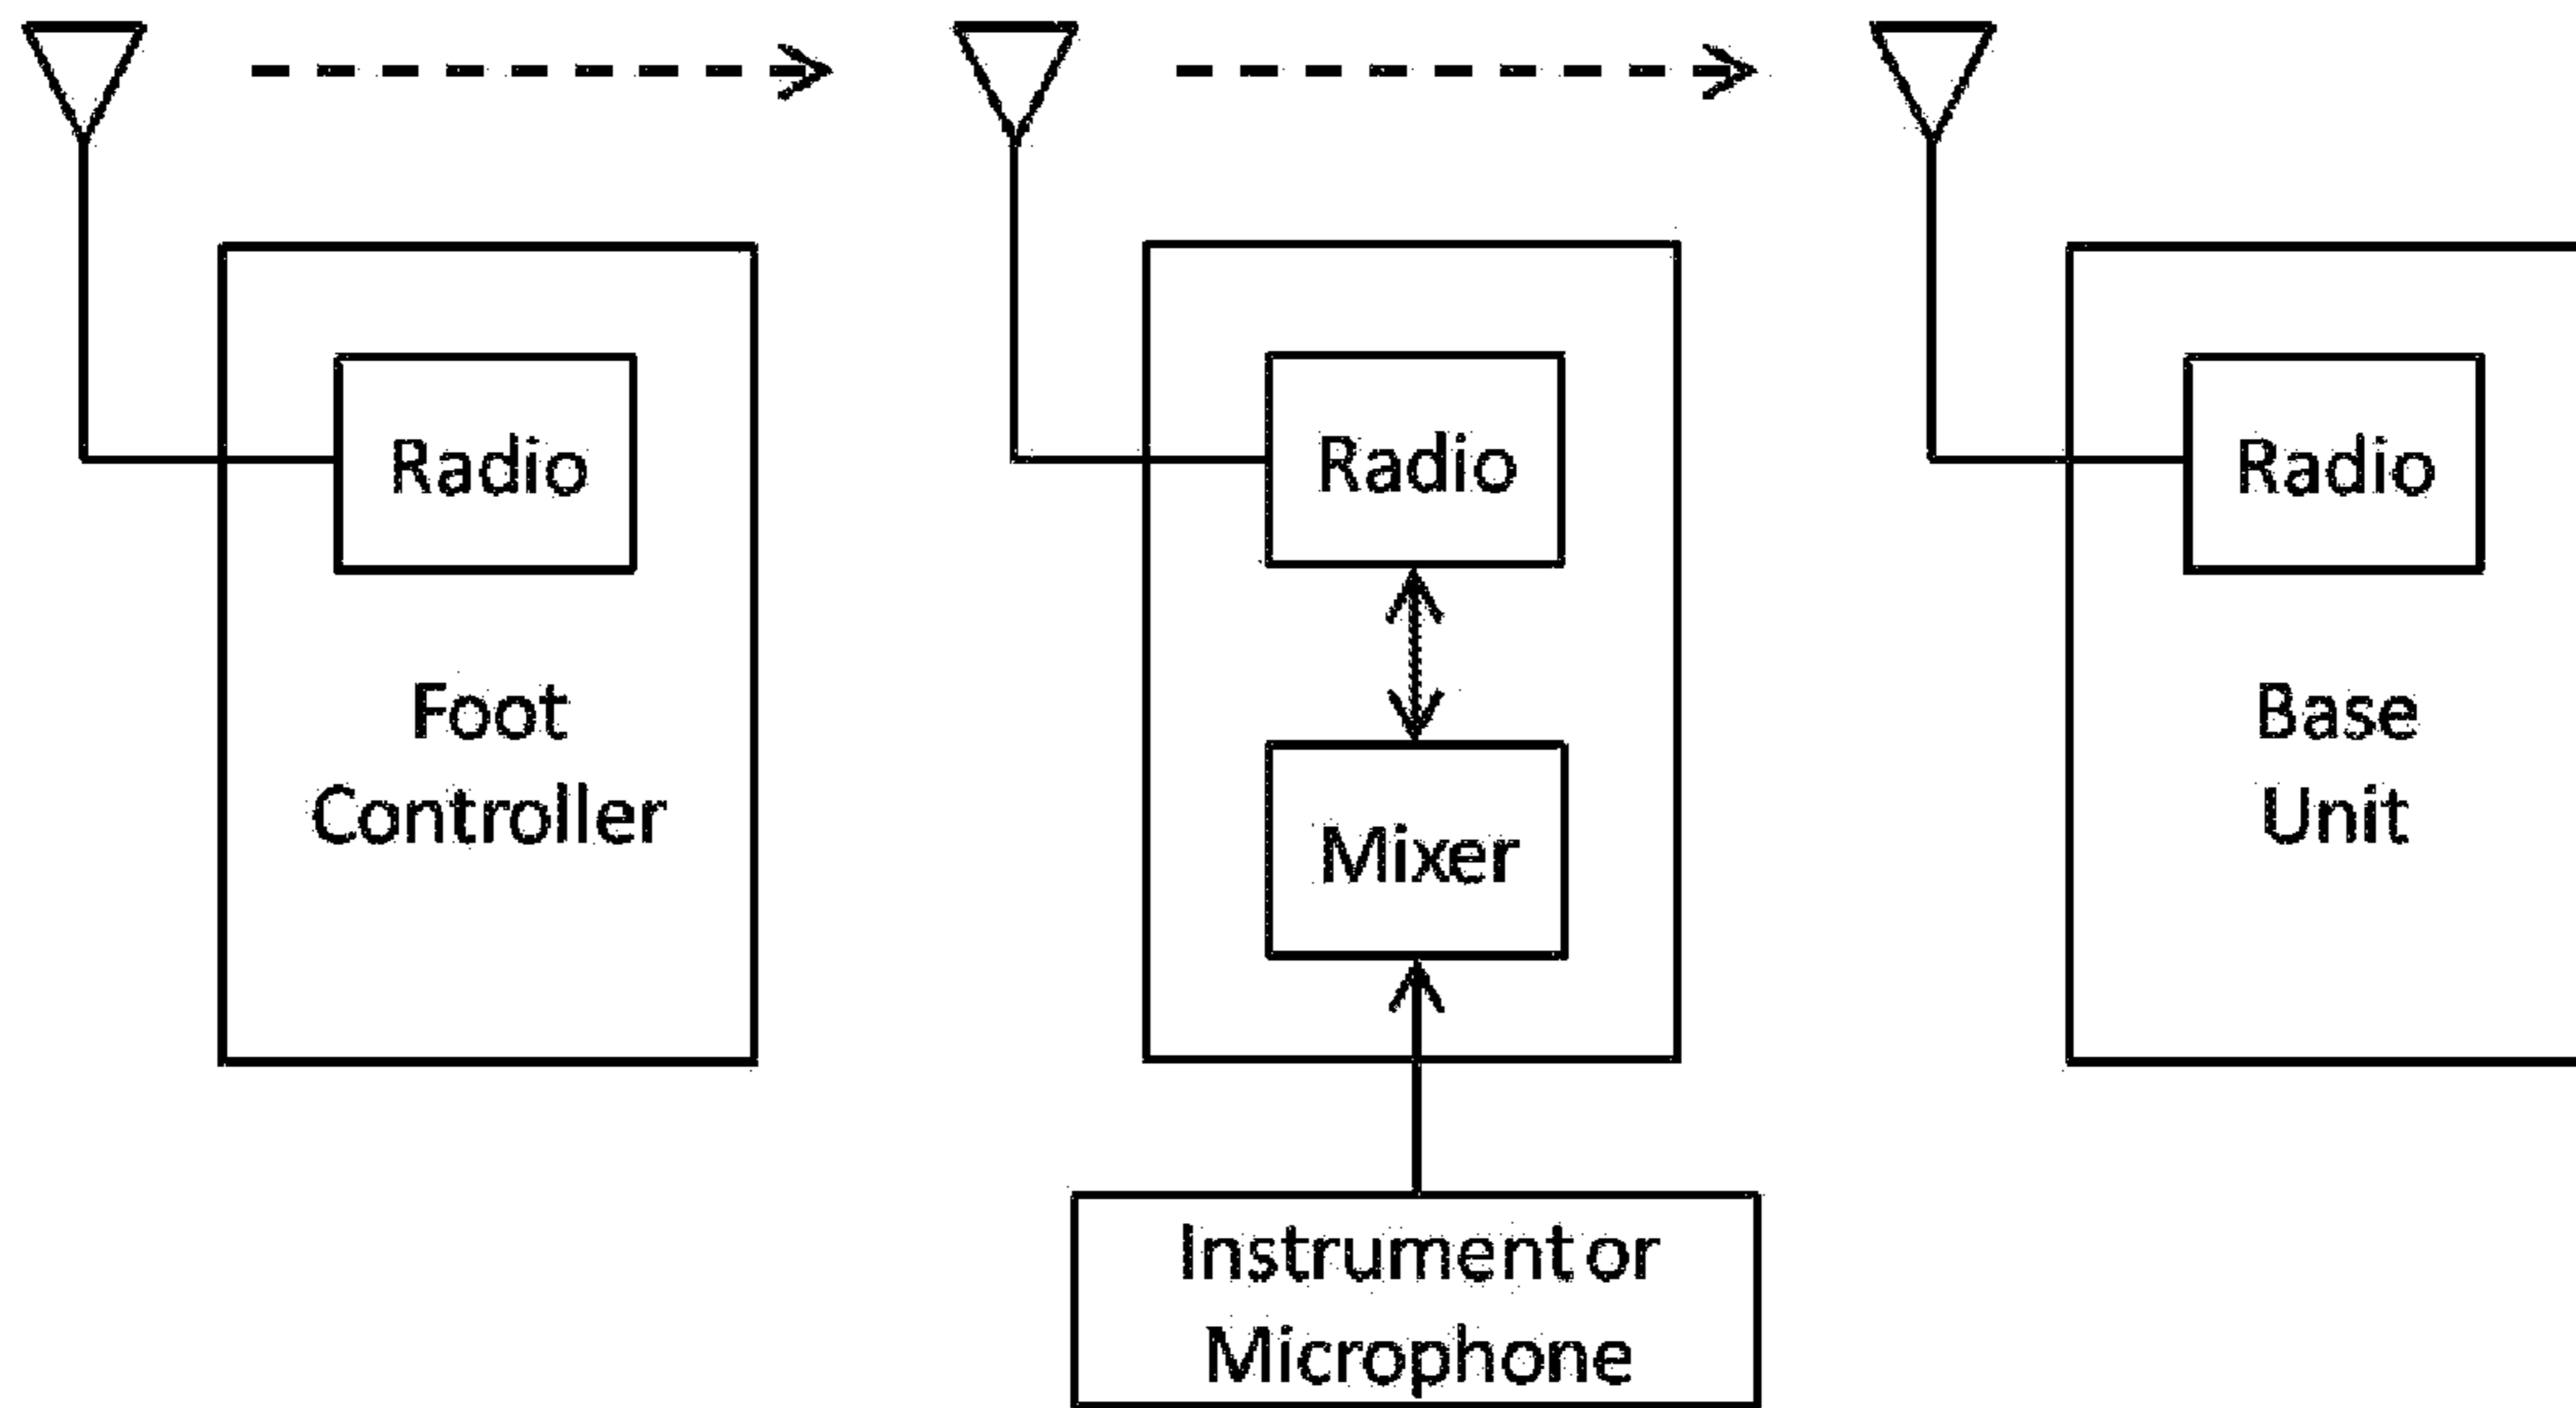 Radio
Foot
Controller
Radio
Mixer
Instrument or
Microphone
Radio
Base
Unit